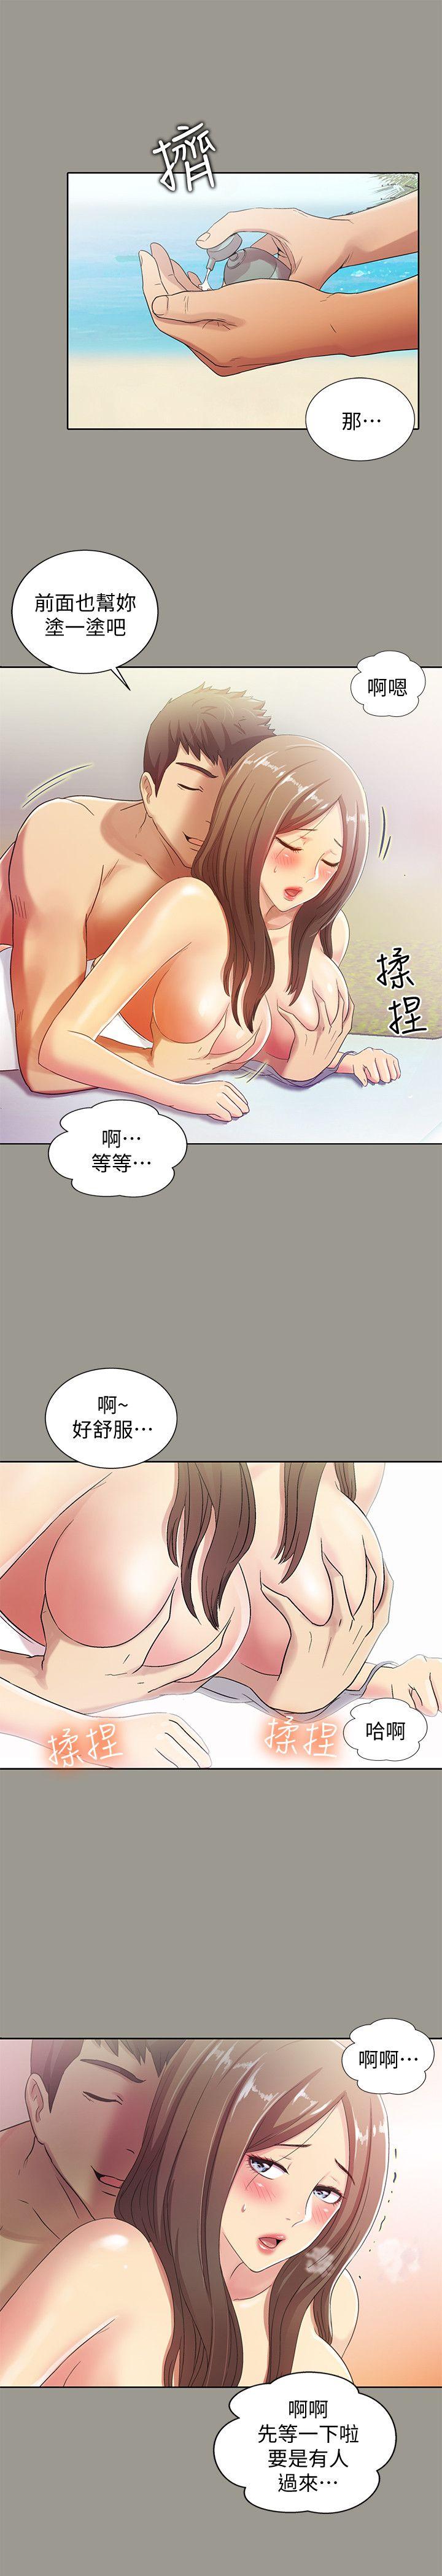 擠
那…
前面也幫妳
塗一塗吧
啊嗯
揉
捏
啊…
等等…
啊~
好舒服…
揉捏
揉捏
哈啊
啊啊…
啊啊
先等一下啦
要是有人
過來…